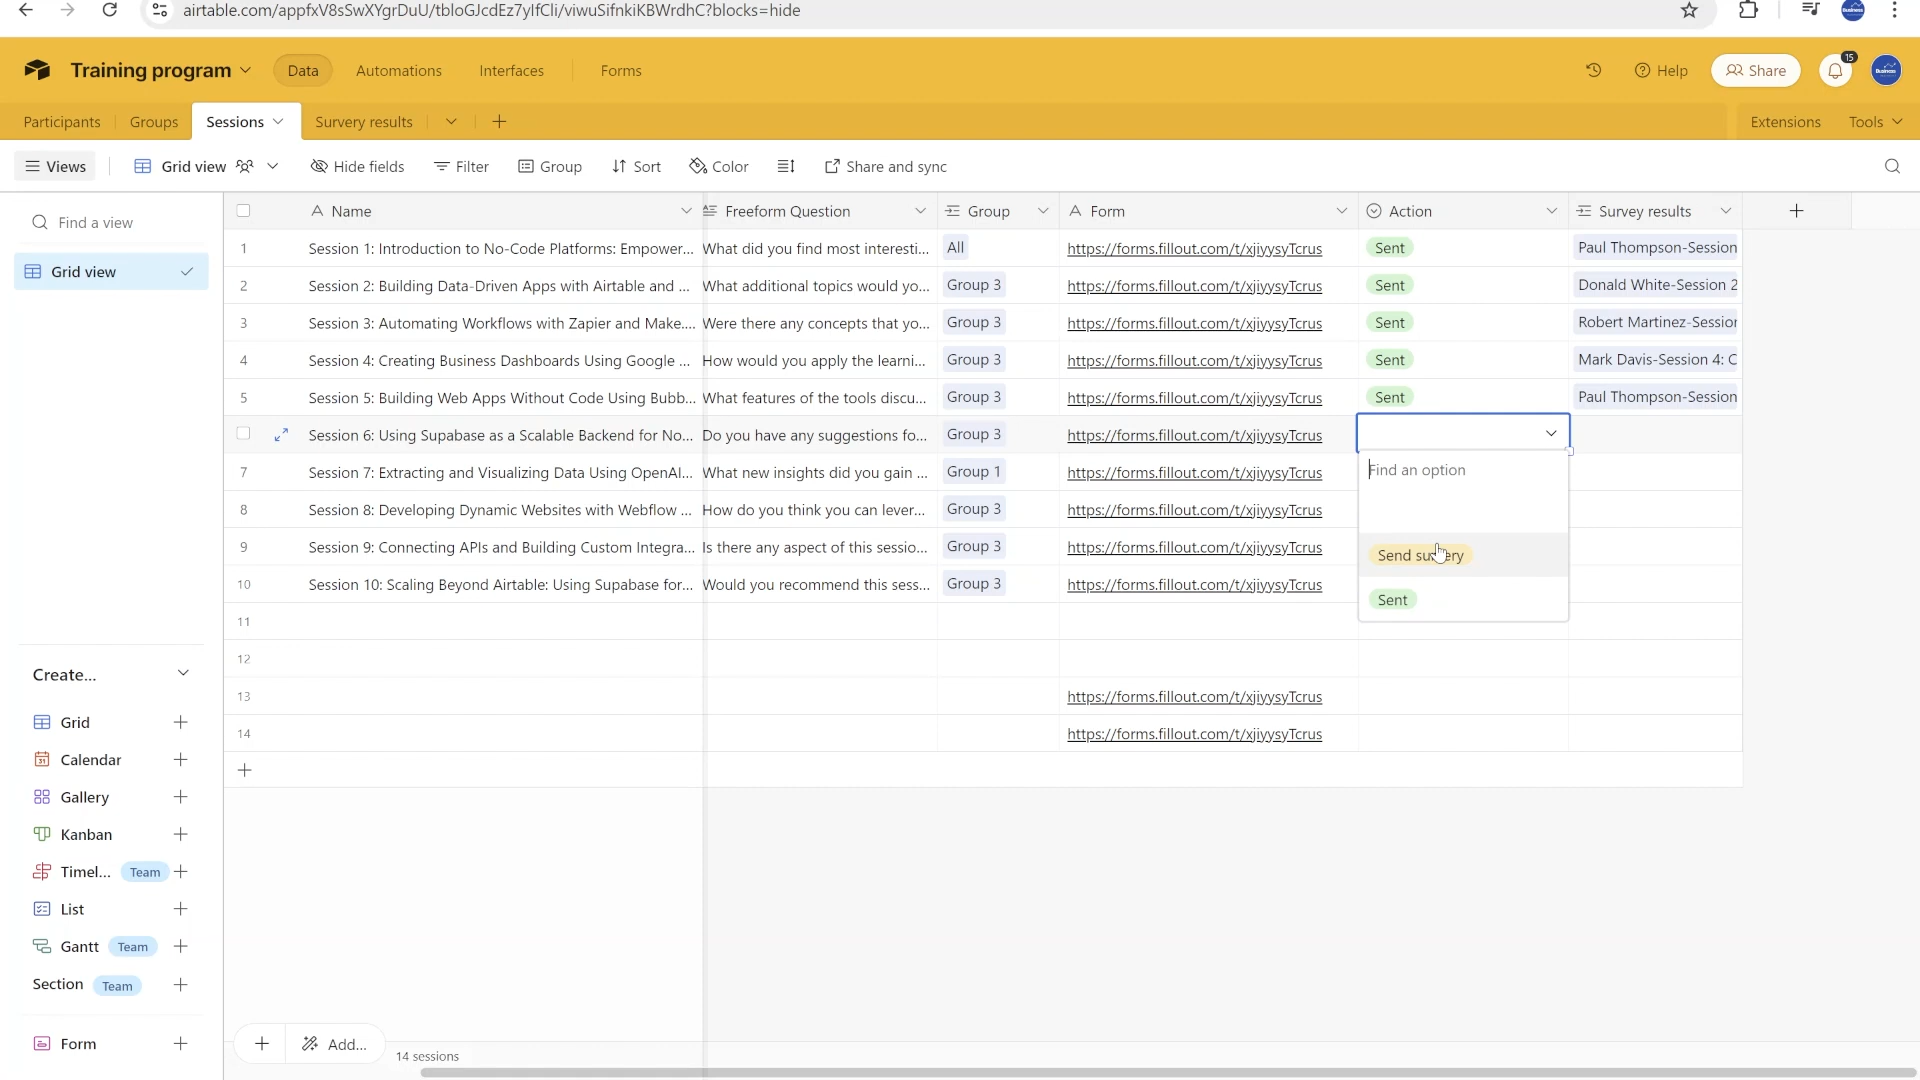 airtable.com/appfxV8sSwXYgrDuU/tbloGJcdEz7yIfCli/viwuSifnkiKBWrdhC?blocks=hide
Training program Data Automations Interfaces Forms Help Share 15
Participants Groups Sessions Survery results Extensions Tools
Views Grid view Hide fields Filter Group Sort Color Share and sync
Find a view
Grid view
Name Freeform Question Group Form Action Survey results
1 Session 1: Introduction to No-Code Platforms: Empower... What did you find most interesti... All https://forms.fillout.com/t/xjiyysyTcrus Sent Paul Thompson-Session
2 Session 2: Building Data-Driven Apps with Airtable and ... What additional topics would yo... Group 3 https://forms.fillout.com/t/xjiyysyTcrus Sent Donald White-Session 2
3 Session 3: Automating Workflows with Zapier and Make.... Were there any concepts that yo... Group 3 https://forms.fillout.com/t/xjiyysyTcrus Sent Robert Martinez-Session
4 Session 4: Creating Business Dashboards Using Google ... How would you apply the learni... Group 3 https://forms.fillout.com/t/xjiyysyTcrus Sent Mark Davis-Session 4: C
5 Session 5: Building Web Apps Without Code Using Bubb... What features of the tools discu... Group 3 https://forms.fillout.com/t/xjiyysyTcrus Sent Paul Thompson-Session
Session 6: Using Supabase as a Scalable Backend for No... Do you have any suggestions fo... Group 3 https://forms.fillout.com/t/xjiyysyTcrus
7 Session 7: Extracting and Visualizing Data Using OpenAI... What new insights did you gain ... Group 1 https://forms.fillout.com/t/xjiyysyTcrus
8 Session 8: Developing Dynamic Websites with Webflow ... How do you think you can lever... Group 3 https://forms.fillout.com/t/xjiyysyTcrus
9 Session 9: Connecting APIs and Building Custom Integra... Is there any aspect of this sessio... Group 3 https://forms.fillout.com/t/xjiyysyTcrus
10 Session 10: Scaling Beyond Airtable: Using Supabase for... Would you recommend this sess... Group 3 https://forms.fillout.com/t/xjiyysyTcrus
Find an option
Send survery
Sent
11
12
13 https://forms.fillout.com/t/xjiyysyTcrus
14 https://forms.fillout.com/t/xjiyysyTcrus
Create...
Grid
Calendar
Gallery
Kanban
Timel... Team
List
Gantt Team
Section Team
Form
Add...
14 sessions